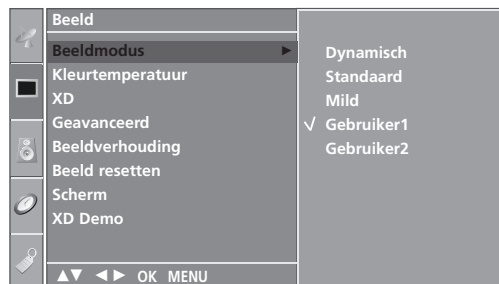 Beeld
Beeldmodus ►
Kleurtemperatuur
XD
Geavanceerd
Beeldverhouding
Beeld resetten
Scherm
XD Demo
▲▼ ◄► OK MENU
Dynamisch
Standaard
Mild
√ Gebruiker1
Gebruiker2